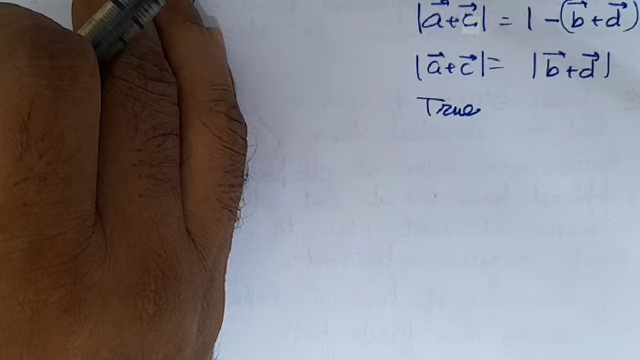 |a⃗+c⃗| = |-(b⃗+d⃗)
|a⃗+c⃗| = |b⃗+d⃗|
True